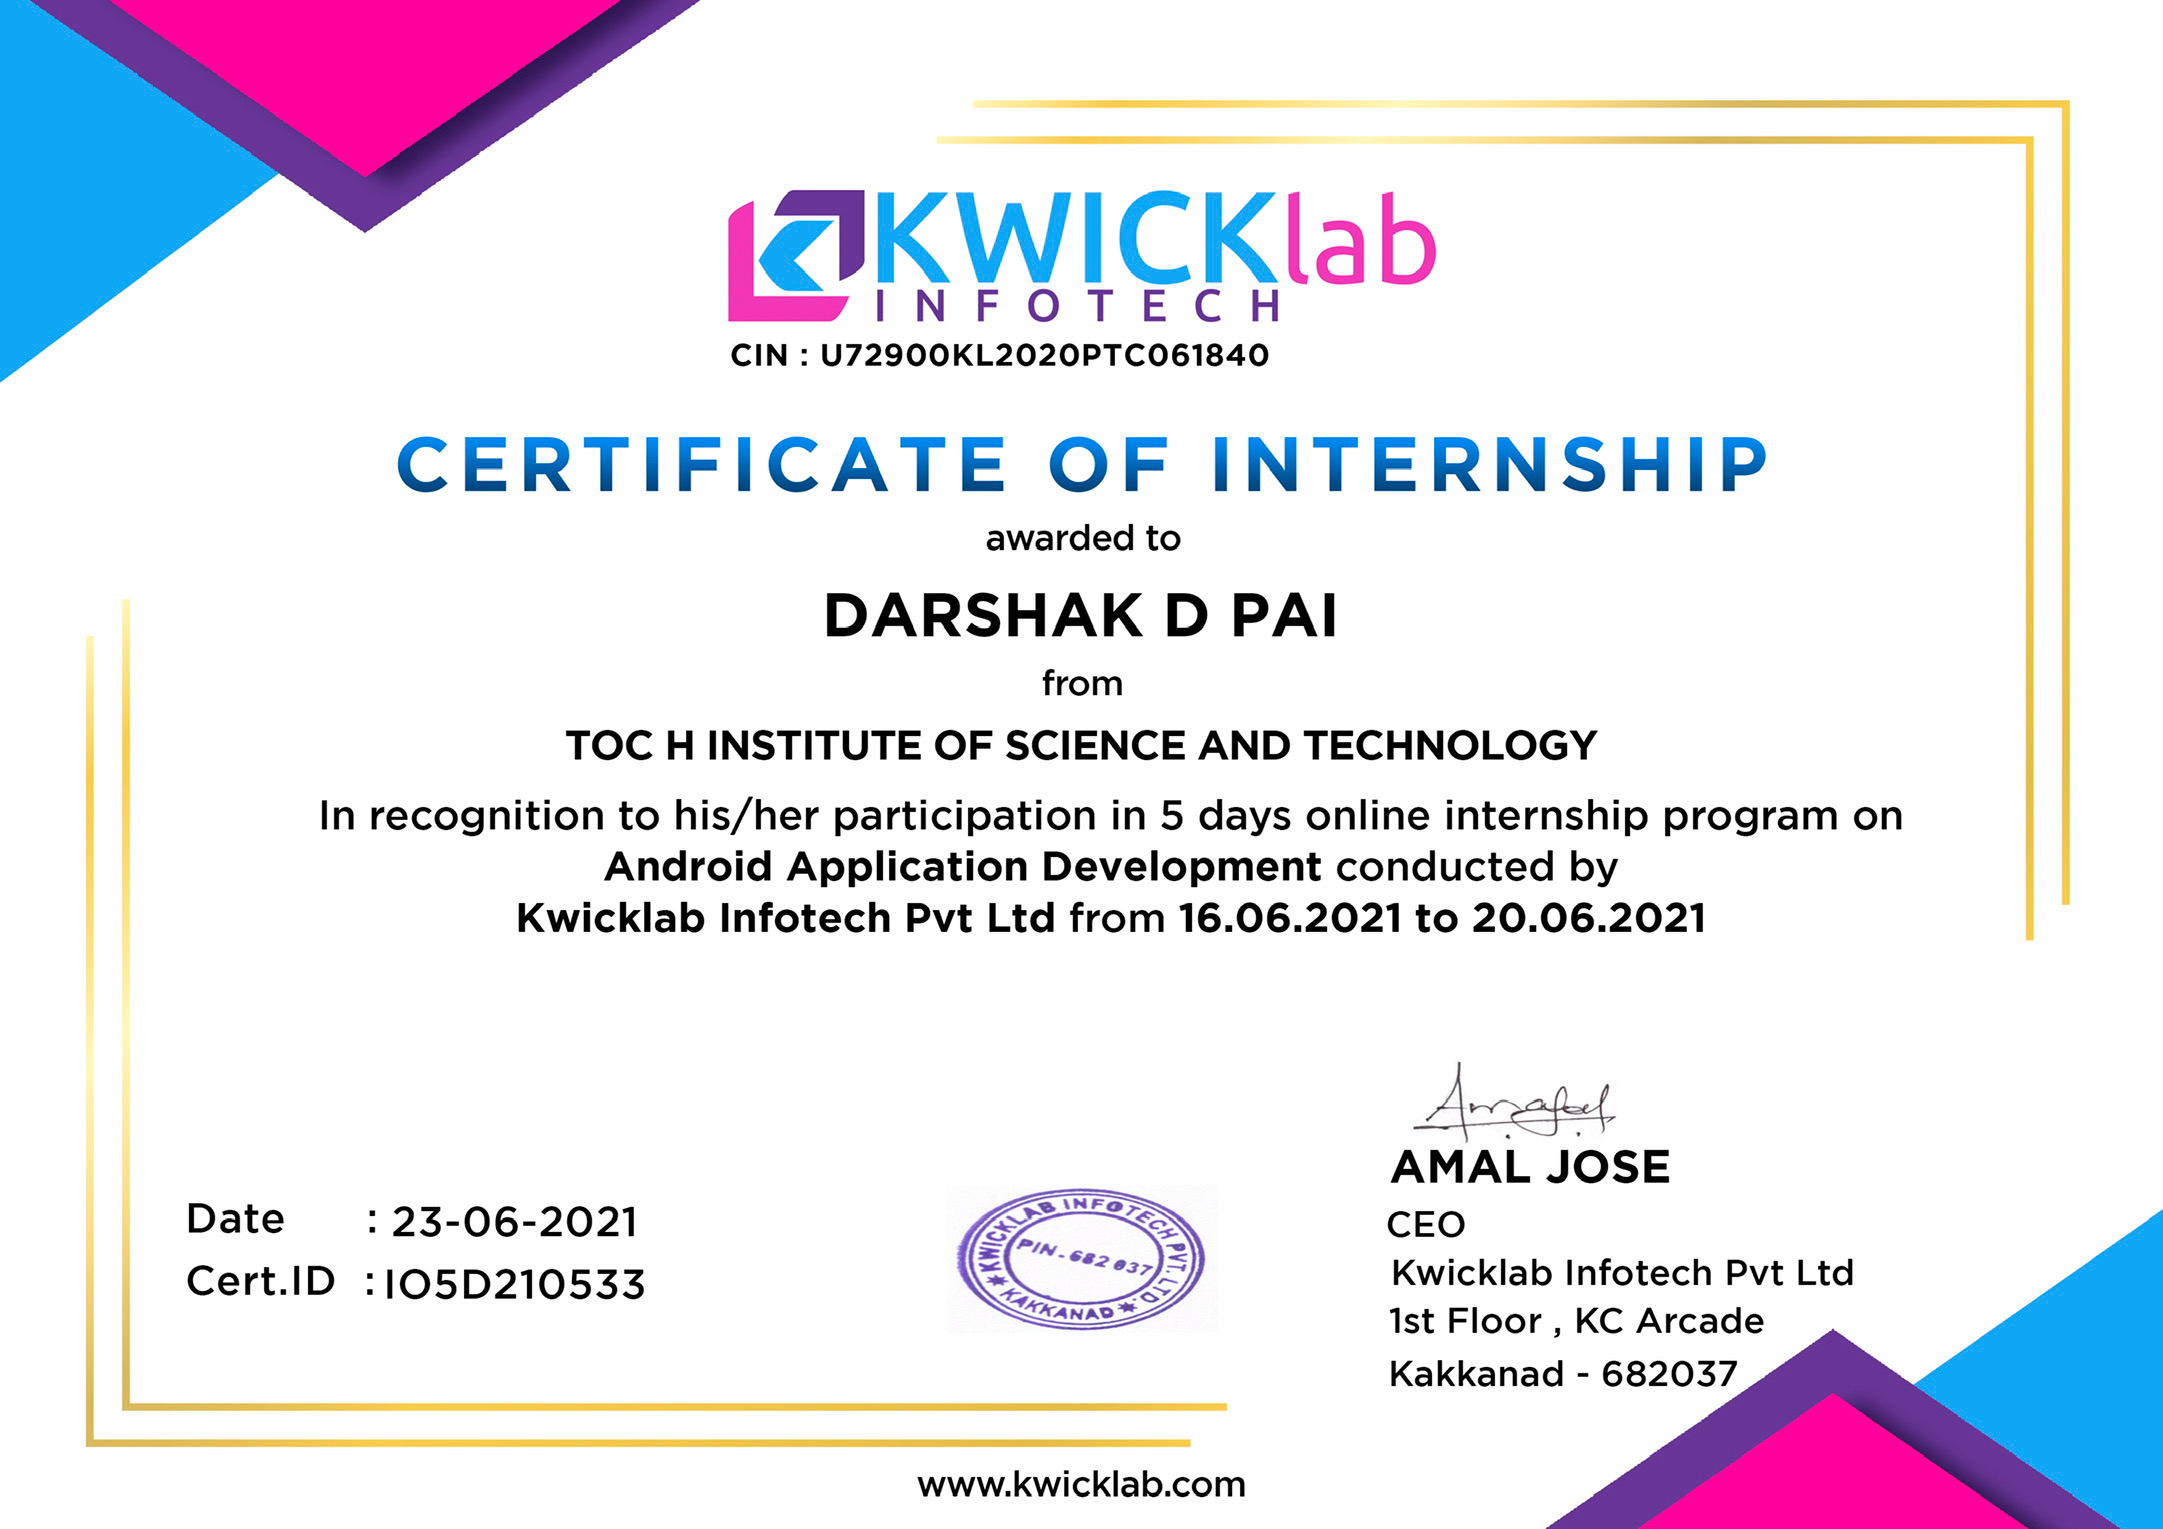 KWICKlab
INFOTECH
CIN : U72900KL2020PTC061840
CERTIFICATE OF INTERNSHIP
awarded to
DARSHAK D PAI
from
TOC H INSTITUTE OF SCIENCE AND TECHNOLOGY
In recognition to his/her participation in 5 days online internship program on
Android Application Development conducted by
Kwicklab Infotech Pvt Ltd from 16.06.2021 to 20.06.2021
Date : 23-06-2021
Cert.ID : IO5D210533
KWICKLAB INFOTECH PVT. LTD.
PIN - 682 037
* KAKKANAD *
AMAL JOSE
CEO
Kwicklab Infotech Pvt Ltd
1st Floor , KC Arcade
Kakkanad - 682037
www.kwicklab.com